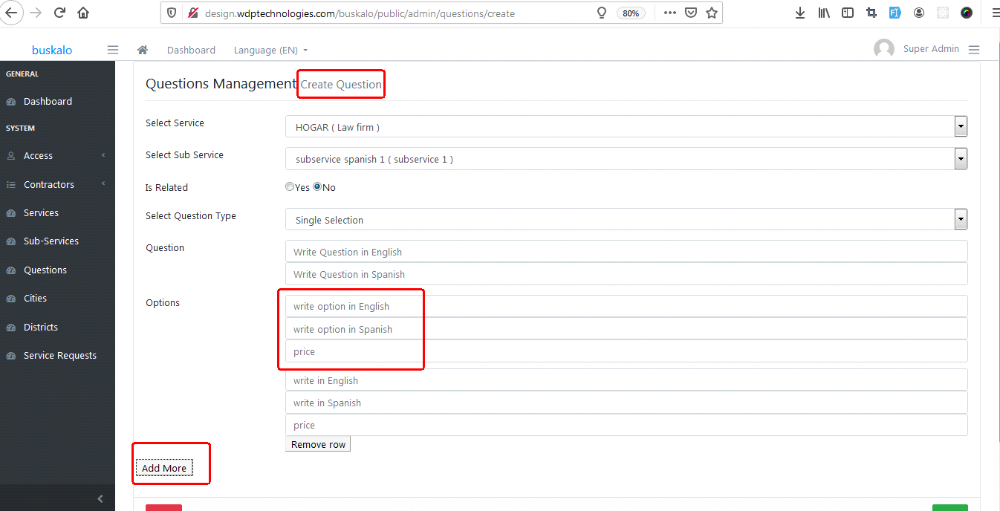 design.wdptechnologies.com/buskalo/public/admin/questions/create
80%
buskalo
Dashboard
Language (EN)
Super Admin
GENERAL
Dashboard
SYSTEM
Access
Contractors
Services
Sub-Services
Questions
Cities
Districts
Service Requests
Questions Management Create Question
Select Service
HOGAR ( Law firm )
Select Sub Service
subservice spanish 1 ( subservice 1 )
Is Related
Yes No
Select Question Type
Single Selection
Question
Write Question in English
Write Question in Spanish
Options
write option in English
write option in Spanish
price
write in English
write in Spanish
price
Remove row
Add More